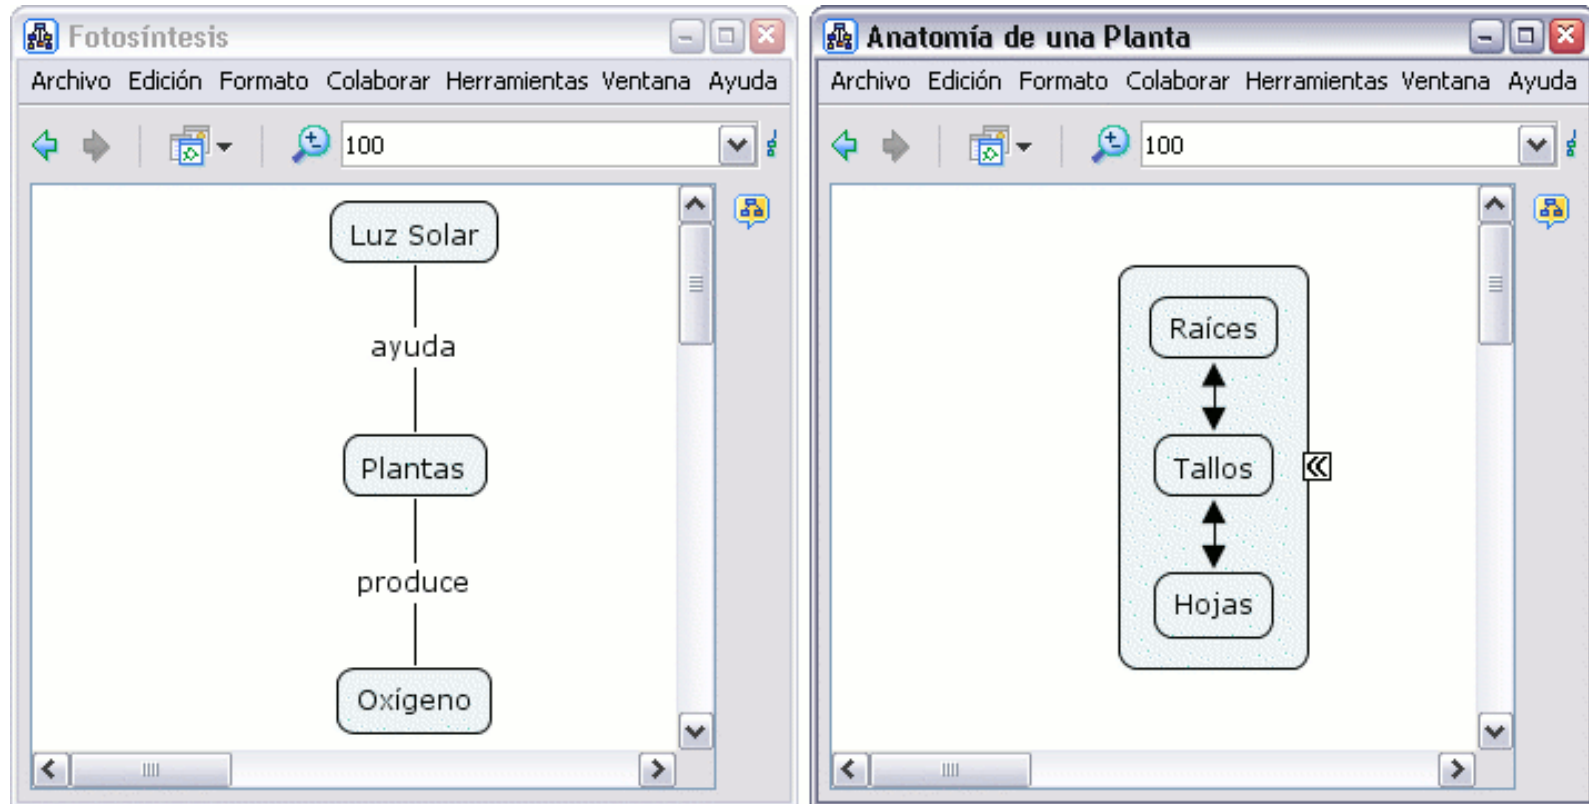 Fotosíntesis
Archivo Edición Formato Colaborar Herramientas Ventana Ayuda
100
Luz Solar
ayuda
Plantas
produce
Oxígeno
Anatomía de una Planta
Archivo Edición Formato Colaborar Herramientas Ventana Ayuda
100
Raíces
Tallos
Hojas